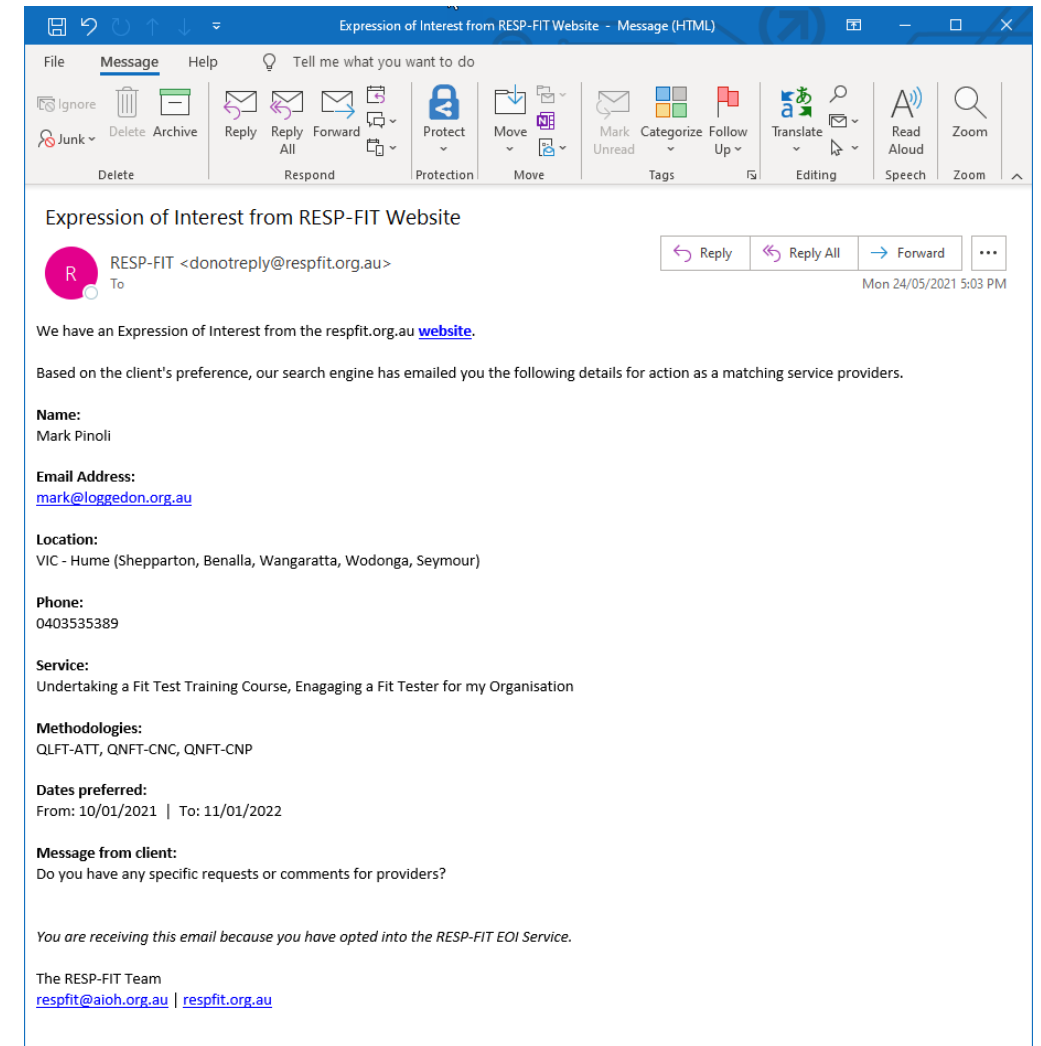 Expression of Interest from RESP-FIT Website - Message (HTML)
File Message Help Tell me what you want to do
Ignore
Junk
Delete Archive
Reply Reply All Forward
Protect
Move
Mark Unread Categorize Follow Up
Translate
Read Aloud
Zoom
Delete Respond Protection Move Tags Editing Speech Zoom
Expression of Interest from RESP-FIT Website
R
RESP-FIT <donotreply@respfit.org.au>
To
Reply Reply All Forward
Mon 24/05/2021 5:03 PM
We have an Expression of Interest from the respfit.org.au website.
Based on the client's preference, our search engine has emailed you the following details for action as a matching service providers.
Name:
Mark Pinoli
Email Address:
mark@loggedon.org.au
Location:
VIC - Hume (Shepparton, Benalla, Wangaratta, Wodonga, Seymour)
Phone:
0403535389
Service:
Undertaking a Fit Test Training Course, Enagaging a Fit Tester for my Organisation
Methodologies:
QLFT-ATT, QNFT-CNC, QNFT-CNP
Dates preferred:
From: 10/01/2021 | To: 11/01/2022
Message from client:
Do you have any specific requests or comments for providers?
You are receiving this email because you have opted into the RESP-FIT EOI Service.
The RESP-FIT Team
respfit@aioh.org.au | respfit.org.au